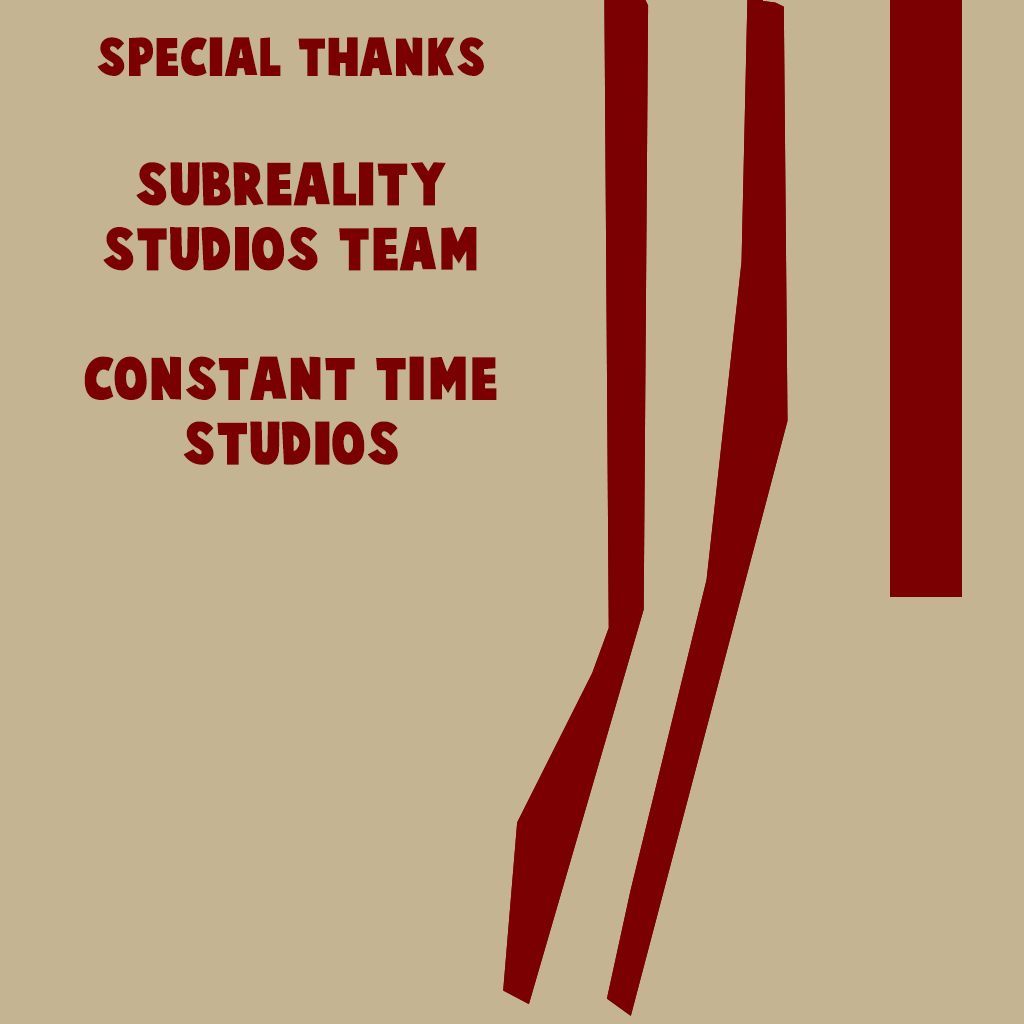 SPECIAL THANKS
SUBREALITY
STUDIOS TEAM
CONSTANT TIME
STUDIOS